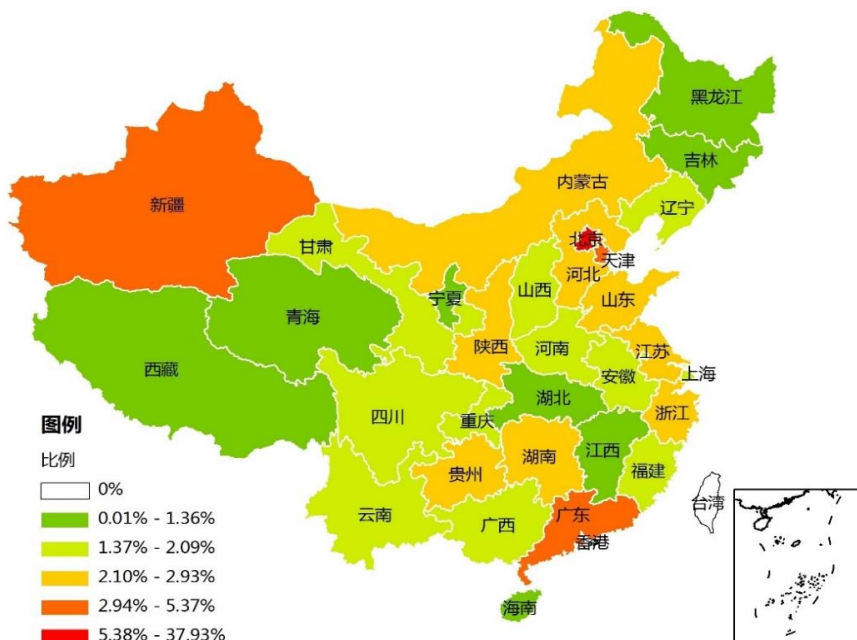 黑龙江
吉林
内蒙古
辽宁
新疆
北京
甘肃
天津
河北
山西
宁夏
山东
青海
陕西
河南
江苏
西藏
安徽
上海
湖北
浙江
四川
重庆
江西
湖南
贵州
福建
台湾
云南
广西
广东
香港
海南
图例
比例
0%
0.01% - 1.36%
1.37% - 2.09%
2.10% - 2.93%
2.94% - 5.37%
5.38% - 37.93%